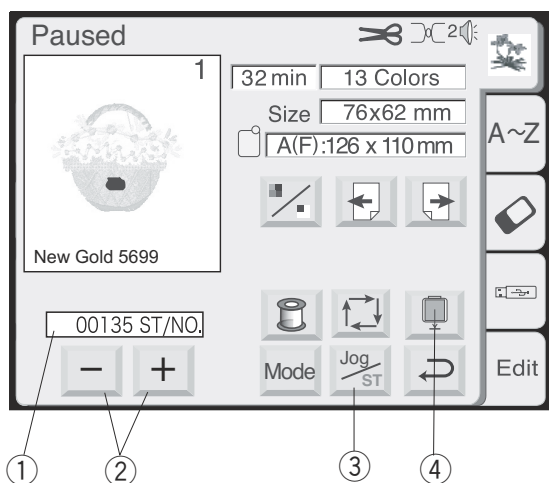 Paused
2
1
32 min
13 Colors
Size
76x62 mm
A(F):126 x 110 mm
A~Z
New Gold 5699
00135 ST/NO.
− +
Mode
Jog
ST
Edit
① ② ③ ④